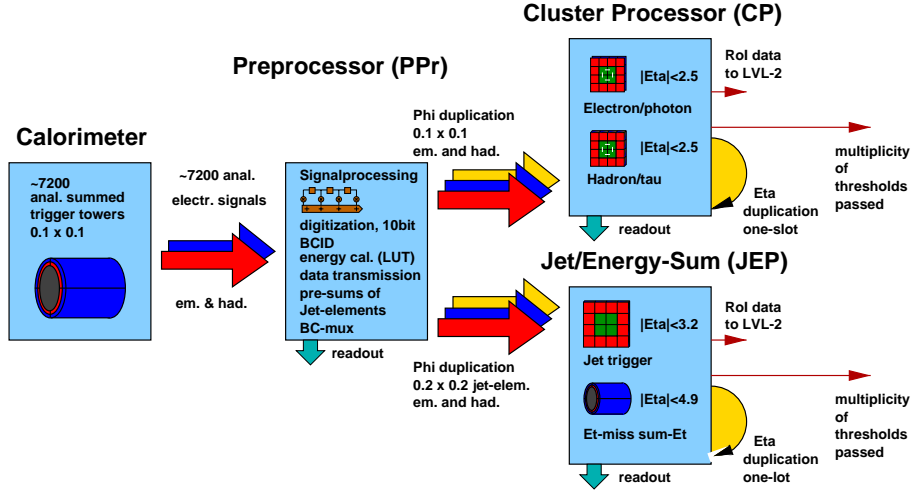 Cluster Processor (CP)
Preprocessor (PPr)
Calorimeter
~7200
anal. summed
trigger towers
0.1 x 0.1
~7200 anal.
electr. signals
em. & had.
Signalprocessing
digitization, 10bit
BCID
energy cal. (LUT)
data transmission
pre-sums of
Jet-elements
BC-mux
readout
Phi duplication
0.1 x 0.1
em. and had.
|Eta|<2.5
Electron/photon
|Eta|<2.5
Hadron/tau
readout
RoI data
to LVL-2
multiplicity
of
thresholds
passed
Eta
duplication
one-slot
Jet/Energy-Sum (JEP)
Phi duplication
0.2 x 0.2 jet-elem.
em. and had.
|Eta|<3.2
Jet trigger
|Eta|<4.9
Et-miss sum-Et
readout
RoI data
to LVL-2
multiplicity
of
thresholds
passed
Eta
duplication
one-lot